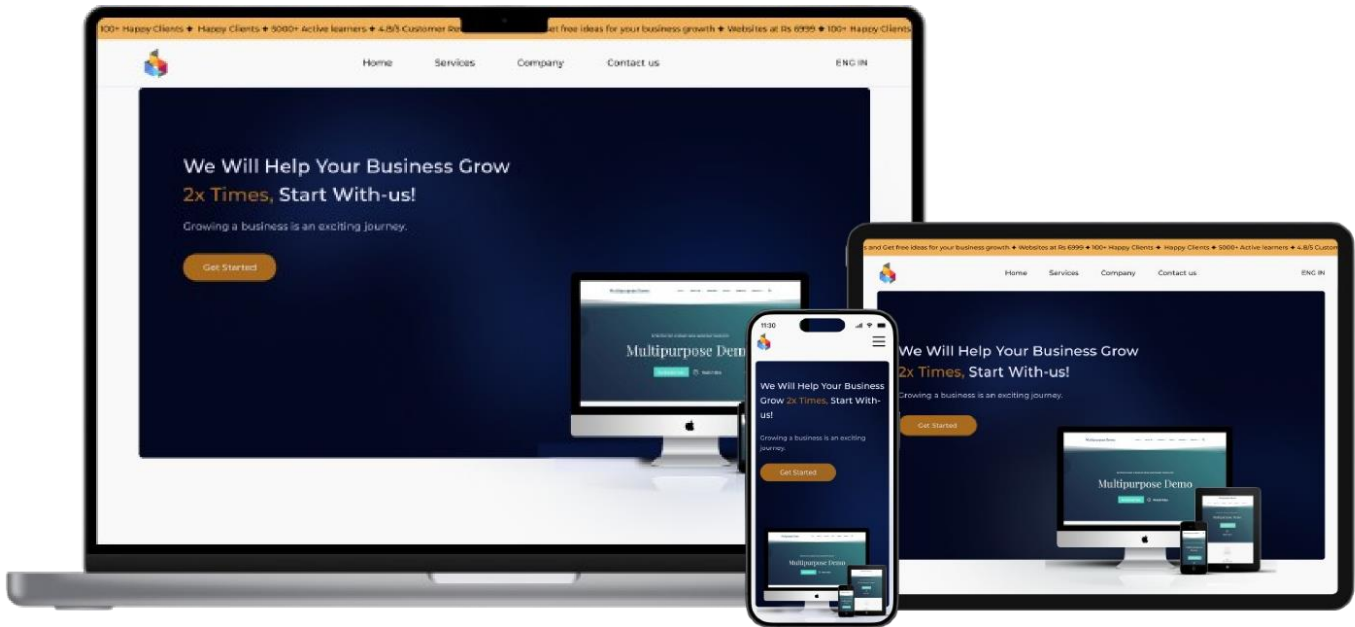 100+ Happy Clients ✦ Happy Clients ✦ 5000+ Active learners ✦ 4.8/5 Customer
Get free ideas for your business growth ✦ Websites at Rs 6999 ✦ 100+ Happy Clients
Home Services Company Contact us ENG IN
We Will Help Your Business Grow
2x Times, Start With-us!
Growing a business is an exciting journey.
Get Started
Multipurpose Demo
Multipurpose
11:30
We Will Help Your Business
Grow 2x Times, Start With-
us!
Growing a business is an exciting
journey.
Get Started
Multipurpose Demo
and Get free ideas for your business growth ✦ Websites at Rs 6999 ✦ 100+ Happy Clients ✦ Happy Clients ✦ 5000+ Active learners ✦ 4.8/5
Home Services Company Contact us ENG IN
We Will Help Your Business Grow
2x Times, Start With-us!
Growing a business is an exciting journey.
Get Started
Multipurpose Demo
Multipurpose Demo